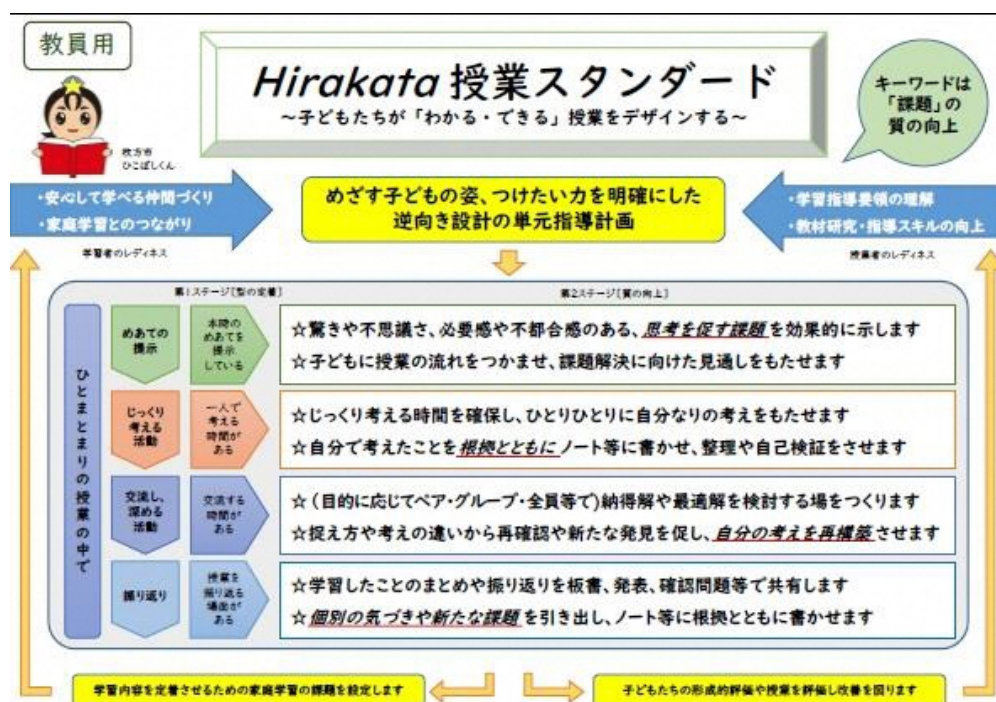 教員用
Hirakata 授業スタンダード
～子どもたちが「わかる・できる」授業をデザインする～
キーワードは
「課題」の
質の向上
枚方市
ひこぼしくん
・安心して学べる仲間づくり
・家庭学習とのつながり
学習者のレディネス
めざす子どもの姿、つけたい力を明確にした
逆向き設計の単元指導計画
・学習指導要領の理解
・教材研究・指導スキルの向上
授業者のレディネス
第1ステージ[型の定着]
第2ステージ[質の向上]
ひとまとまりの授業の中で
めあての
提示
本時の
めあてを
提示
している
☆驚きや不思議さ、必要感や不都合感のある、思考を促す課題を効果的に示します
☆子どもに授業の流れをつかませ、課題解決に向けた見通しをもたせます
じっくり
考える
活動
一人で
考える
時間が
ある
☆じっくり考える時間を確保し、ひとりひとりに自分なりの考えをもたせます
☆自分で考えたことを根拠とともにノート等に書かせ、整理や自己検証をさせます
交流し、
深める
活動
交流する
時間が
ある
☆(目的に応じてペア・グループ・全員等で)納得解や最適解を検討する場をつくります
☆捉え方や考えの違いから再確認や新たな発見を促し、自分の考えを再構築させます
振り返り
授業を
振り返る
場面が
ある
☆学習したことのまとめや振り返りを板書、発表、確認問題等で共有します
☆個別の気づきや新たな課題を引き出し、ノート等に根拠とともに書かせます
学習内容を定着させるための家庭学習の課題を設定します
子どもたちの形成的評価や授業を評価し改善を図ります